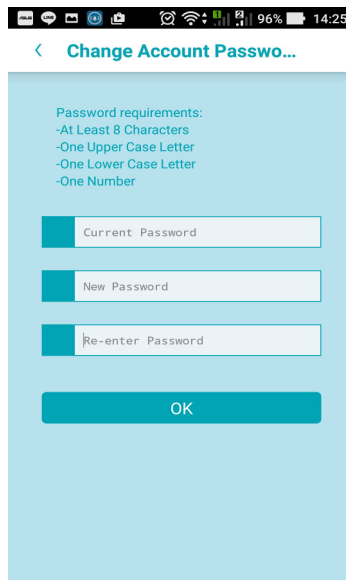 96% 14:25
Change Account Passwo...
Password requirements:
-At Least 8 Characters
-One Upper Case Letter
-One Lower Case Letter
-One Number
Current Password
New Password
Re-enter Password
OK